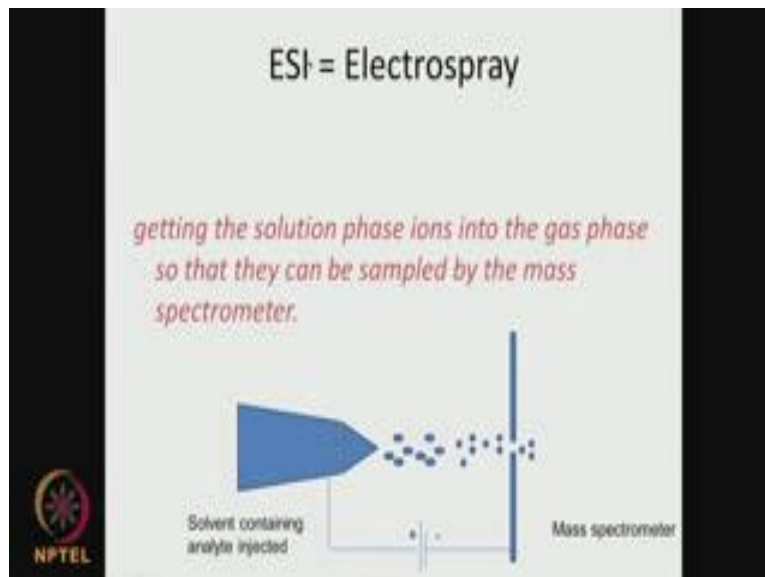 ESI = Electrospray
getting the solution phase ions into the gas phase
so that they can be sampled by the mass
spectrometer.
Solvent containing
analyte injected
+ -
Mass spectrometer
NPTEL